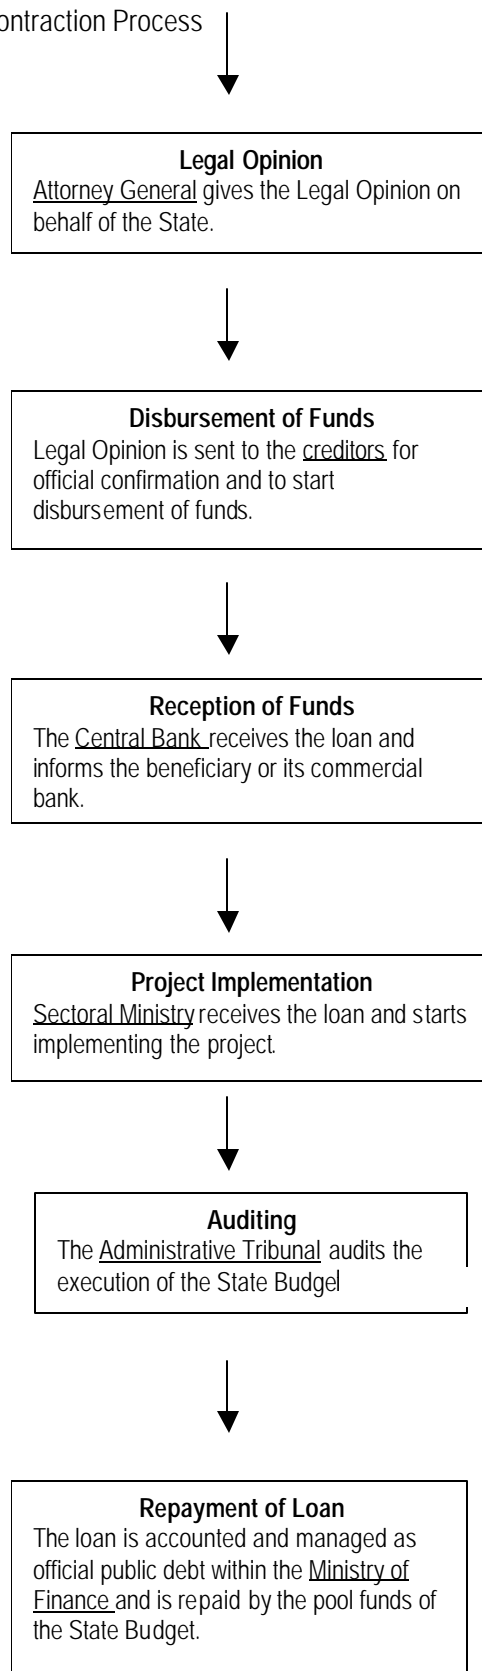 ontraction Process
Legal Opinion
Attorney General gives the Legal Opinion on
behalf of the State.
Disbursement of Funds
Legal Opinion is sent to the creditors for
official confirmation and to start
disbursement of funds.
Reception of Funds
The Central Bank receives the loan and
informs the beneficiary or its commercial
bank.
Project Implementation
Sectoral Ministry receives the loan and starts
implementing the project.
Auditing
The Administrative Tribunal audits the
execution of the State Budget
Repayment of Loan
The loan is accounted and managed as
official public debt within the Ministry of
Finance and is repaid by the pool funds of
the State Budget.